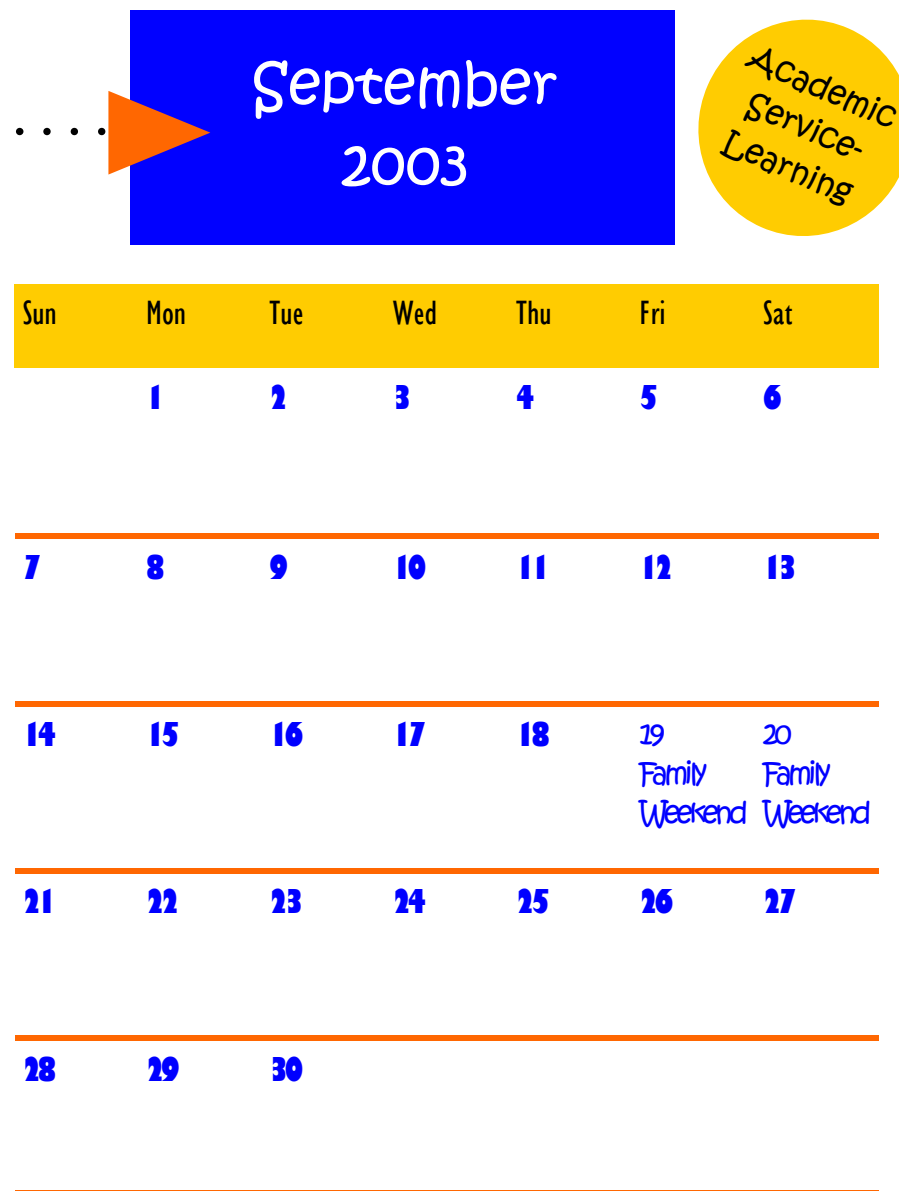 September
2003
Academic
Service-
Learning
Sun Mon Tue Wed Thu Fri Sat
1 2 3 4 5 6
7 8 9 10 11 12 13
14 15 16 17 18 19 20
Family Family
Weekend Weekend
21 22 23 24 25 26 27
28 29 30